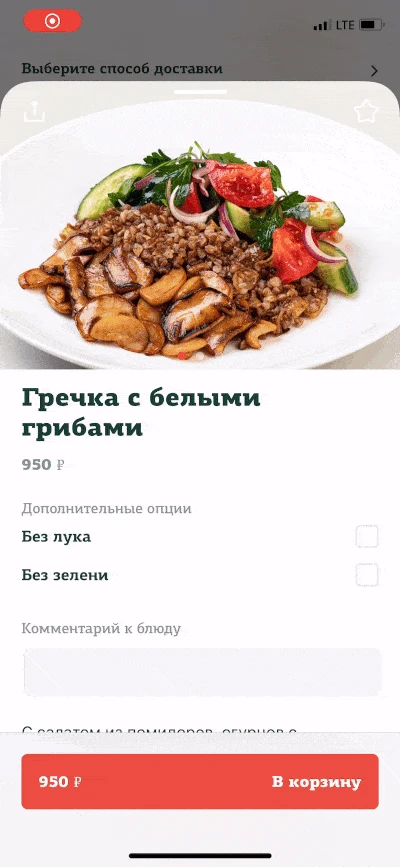 LTE
Выберите способ доставки
Гречка с белыми
грибами
950 ₽
Дополнительные опции
Без лука
Без зелени
Комментарий к блюду
С салатом из помидоров, огурцов с
950 ₽ В корзину